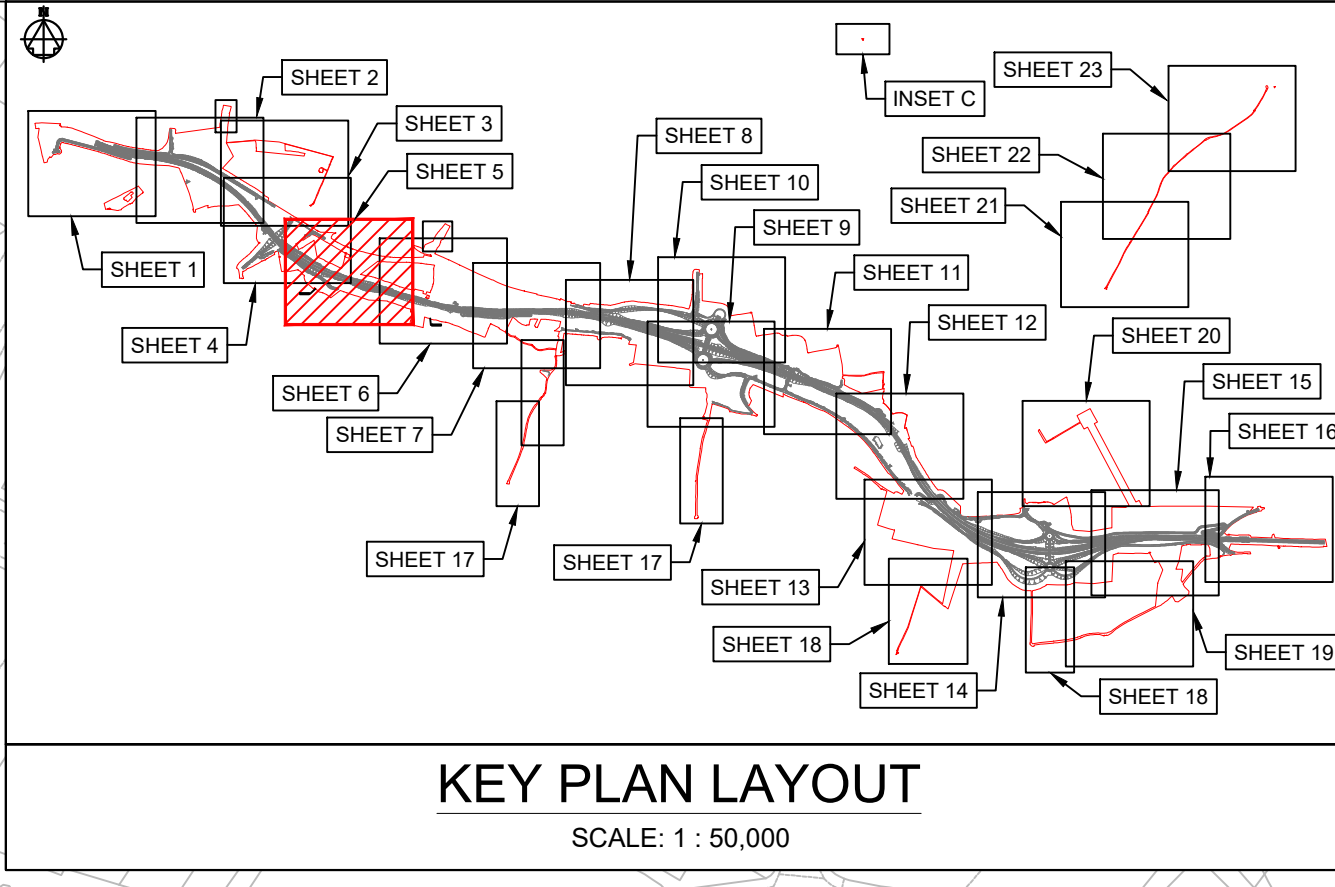 N
SHEET 2
INSET C
SHEET 23
SHEET 3
SHEET 8
SHEET 22
SHEET 5
SHEET 10
SHEET 21
SHEET 9
SHEET 1
SHEET 11
SHEET 12
SHEET 20
SHEET 4
SHEET 15
SHEET 6
SHEET 7
SHEET 16
SHEET 17
SHEET 17
SHEET 13
SHEET 18
SHEET 19
SHEET 14
SHEET 18
KEY PLAN LAYOUT
SCALE: 1 : 50,000